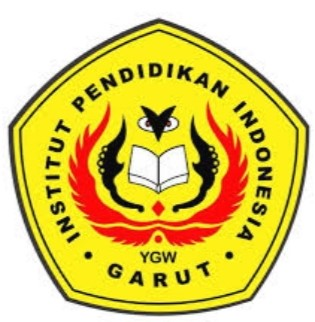 INSTITUT PENDIDIKAN INDONESIA
YGW
GARUT